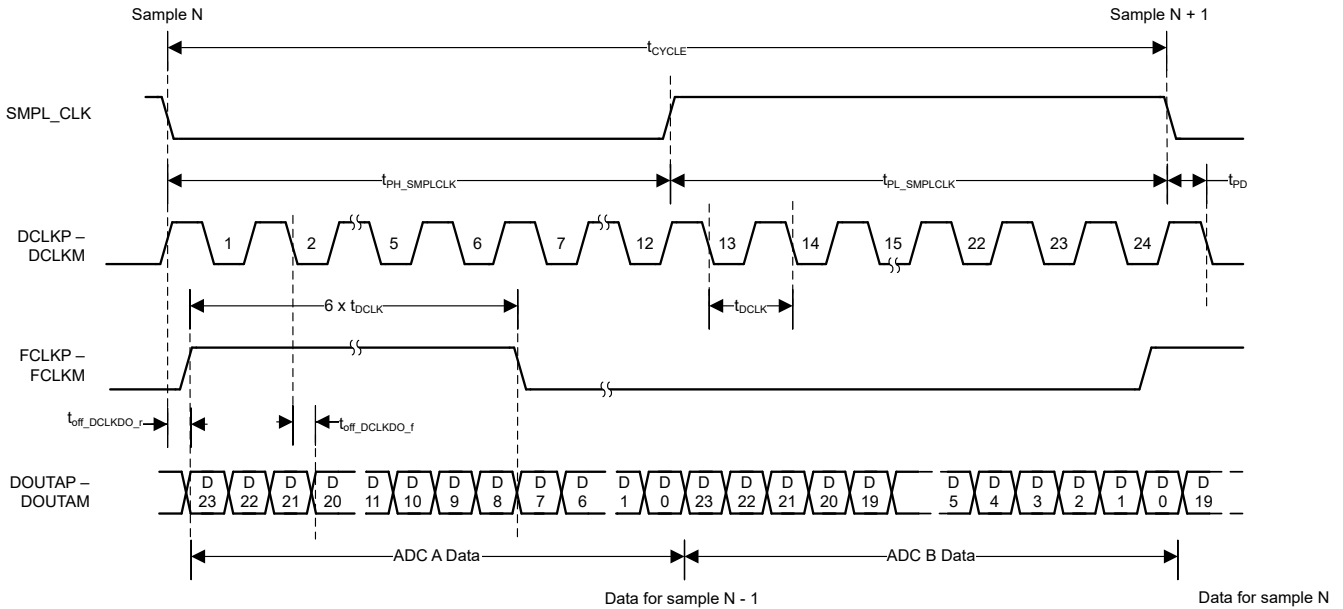 Sample N
Sample N + 1
tCYCLE
SMPL_CLK
tPH_SMPLCLK
tPL_SMPLCLK
tPD
DCLKP –
DCLKM
1 2 5 6 7 12 13 14 15 22 23 24
6 x tDCLK
tDCLK
FCLKP –
FCLKM
toff_DCLKDO_r
toff_DCLKDO_f
DOUTAP –
DOUTAM
D D D D D D D D D D D D D D D D D D D D D D D D
23 22 21 20 11 10 9 8 7 6 1 0 23 22 21 20 19 5 4 3 2 1 0 19
ADC A Data
ADC B Data
Data for sample N - 1
Data for sample N